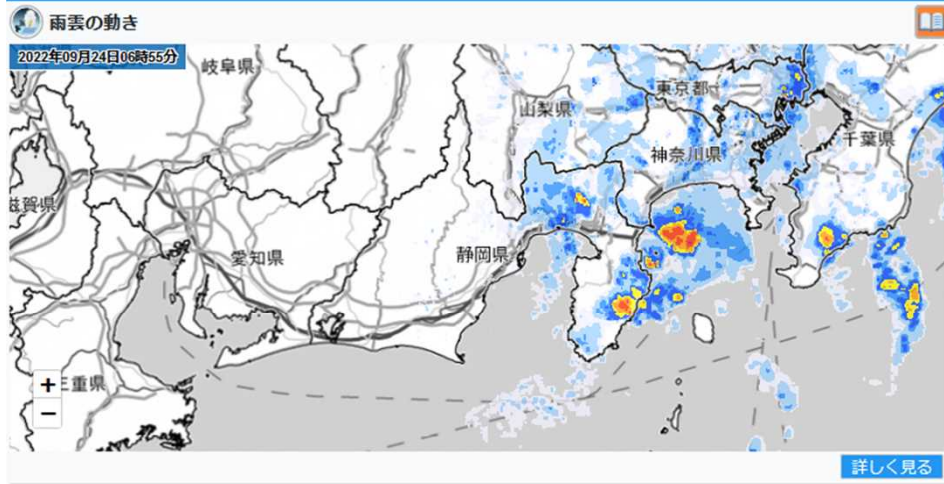 雨雲の動き
2022年09月24日06時55分
岐阜県
東京都
山梨県
千葉県
神奈川県
滋賀県
静岡県
愛知県
+
三重県
−
詳しく見る